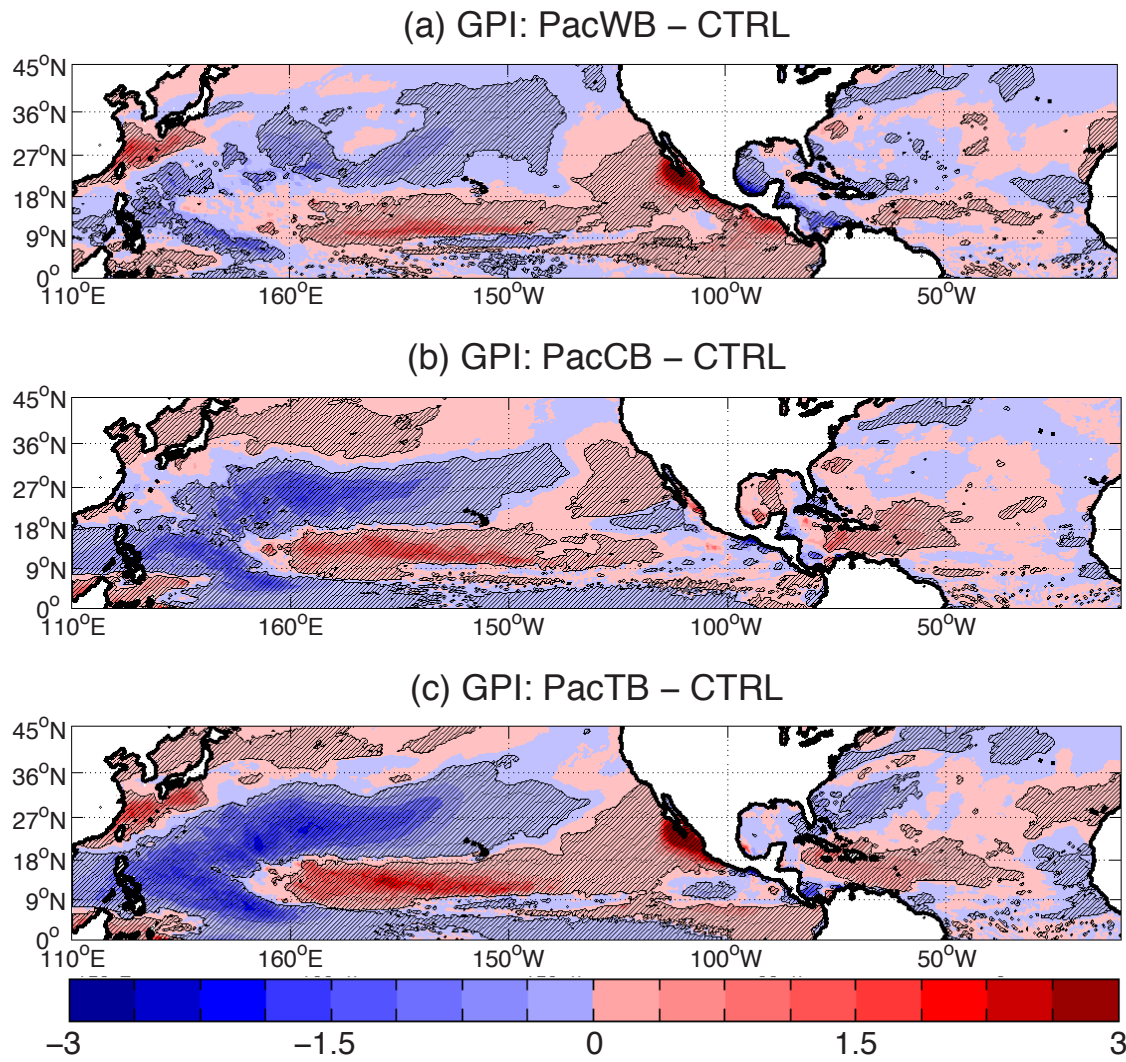 (a) GPI: PacWB − CTRL
45°N
36°N
27°N
18°N
9°N
0°
110°E 160°E 150°W 100°W 50°W
(b) GPI: PacCB − CTRL
45°N
36°N
27°N
18°N
9°N
0°
110°E 160°E 150°W 100°W 50°W
(c) GPI: PacTB − CTRL
45°N
36°N
27°N
18°N
9°N
0°
110°E 160°E 150°W 100°W 50°W
−3 −1.5 0 1.5 3